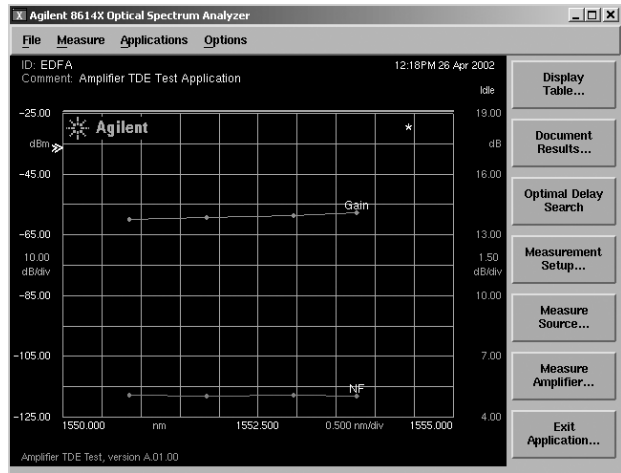 Agilent 8614X Optical Spectrum Analyzer
File Measure Applications Options
ID: EDFA
12:18PM 26 Apr 2002
Comment: Amplifier TDE Test Application
Idle
-25.00
19.00
Agilent
*
dBm
dB
-45.00
16.00
Gain
-65.00
13.00
10.00
dB/div
1.50
dB/div
-85.00
10.00
-105.00
7.00
NF
-125.00
4.00
1550.000 nm 1552.500 0.500 nm/div 1555.000
Amplifier TDE Test, version A.01.00
Display
Table...
Document
Results...
Optimal Delay
Search
Measurement
Setup...
Measure
Source...
Measure
Amplifier...
Exit
Application...